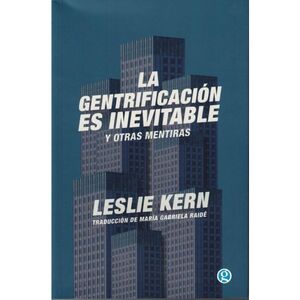 LA
GENTRIFICACIÓN
ES INEVITABLE
Y OTRAS MENTIRAS
LESLIE KERN
TRADUCCIÓN DE MARÍA GABRIELA RAIDÉ
g